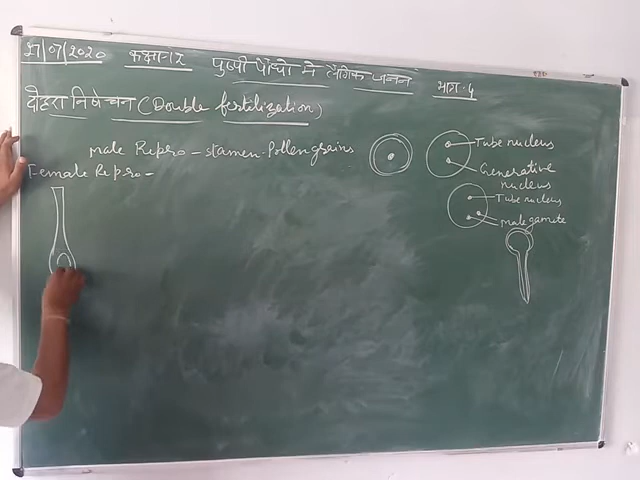 27/07/2020 कक्षा-12 पुष्पी पौधो मे लैंगिक जनन भाग-4
दोहरा निषेचन (Double fertilization)
male Repro - stamen - Pollen grains
Tube nucleus
Generative nucleus
Female Repro -
Tube nucleus
male gamete